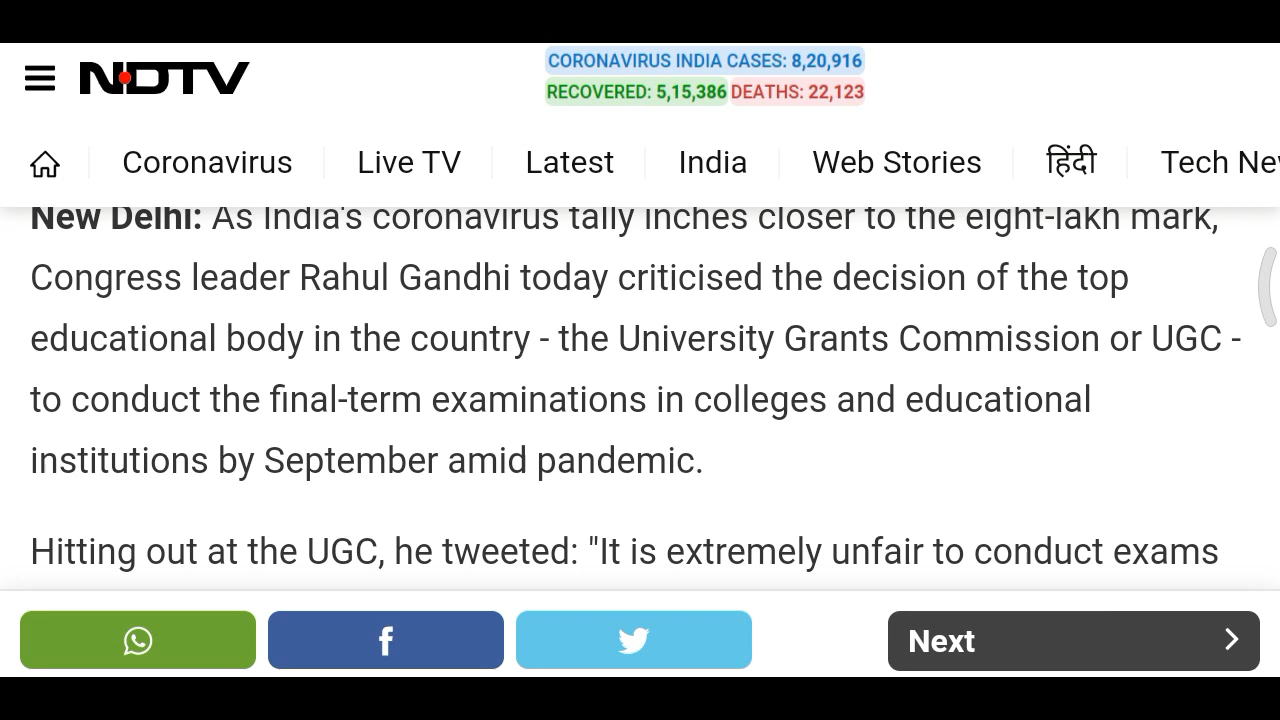 NDTV
CORONAVIRUS INDIA CASES: 8,20,916
RECOVERED: 5,15,386 DEATHS: 22,123
Coronavirus Live TV Latest India Web Stories हिंदी Tech Ne
New Delhi: As India's coronavirus tally inches closer to the eight-lakh mark,
Congress leader Rahul Gandhi today criticised the decision of the top
educational body in the country - the University Grants Commission or UGC -
to conduct the final-term examinations in colleges and educational
institutions by September amid pandemic.
Hitting out at the UGC, he tweeted: "It is extremely unfair to conduct exams
Next